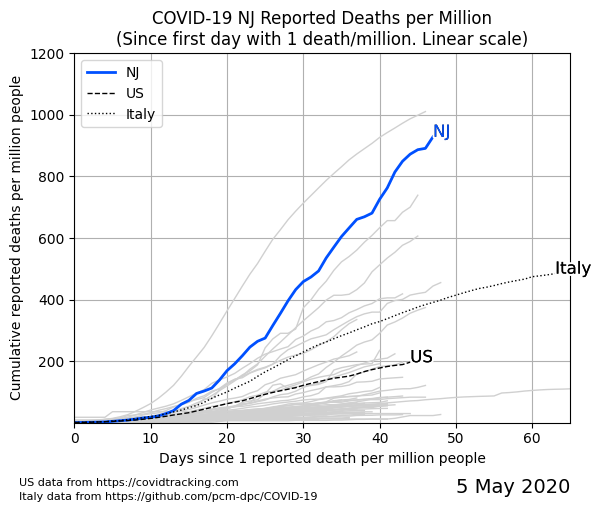 COVID-19 NJ Reported Deaths per Million
(Since first day with 1 death/million. Linear scale)
Cumulative reported deaths per million people
1200
1000
800
600
400
200
NJ
US
Italy
NJ
Italy
US
0
10
20
30
40
50
60
Days since 1 reported death per million people
US data from https://covidtracking.com
Italy data from https://github.com/pcm-dpc/COVID-19
5 May 2020